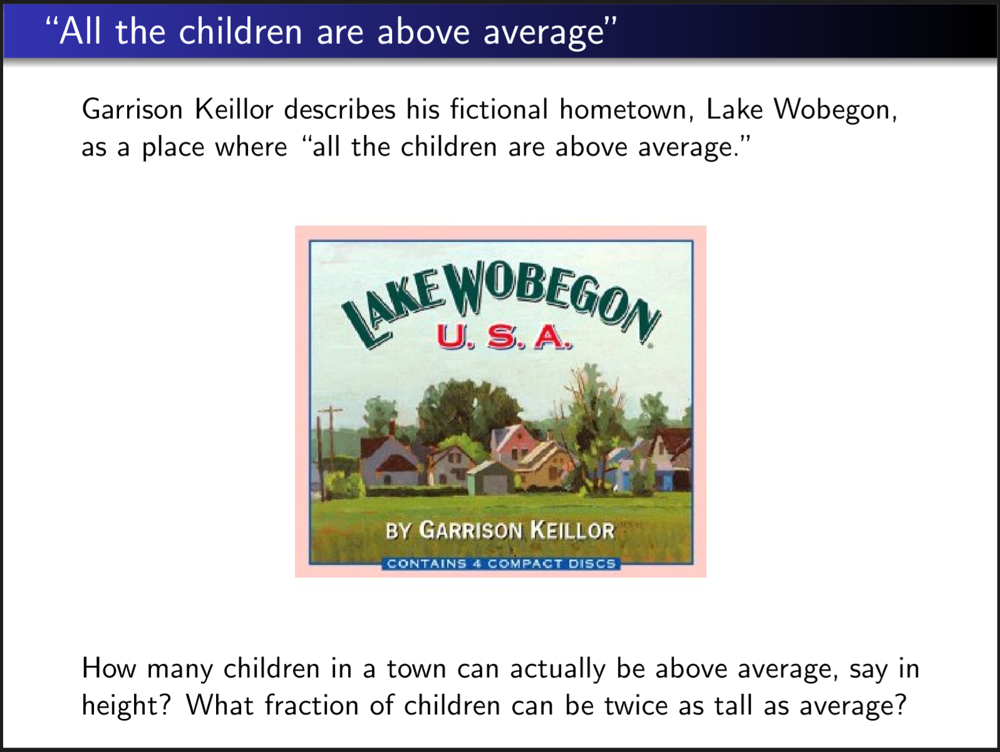 “All the children are above average”
Garrison Keillor describes his fictional hometown, Lake Wobegon,
as a place where “all the children are above average.”
LAKE WOBEGON
U. S. A.
BY GARRISON KEILLOR
CONTAINS 4 COMPACT DISCS
How many children in a town can actually be above average, say in
height? What fraction of children can be twice as tall as average?